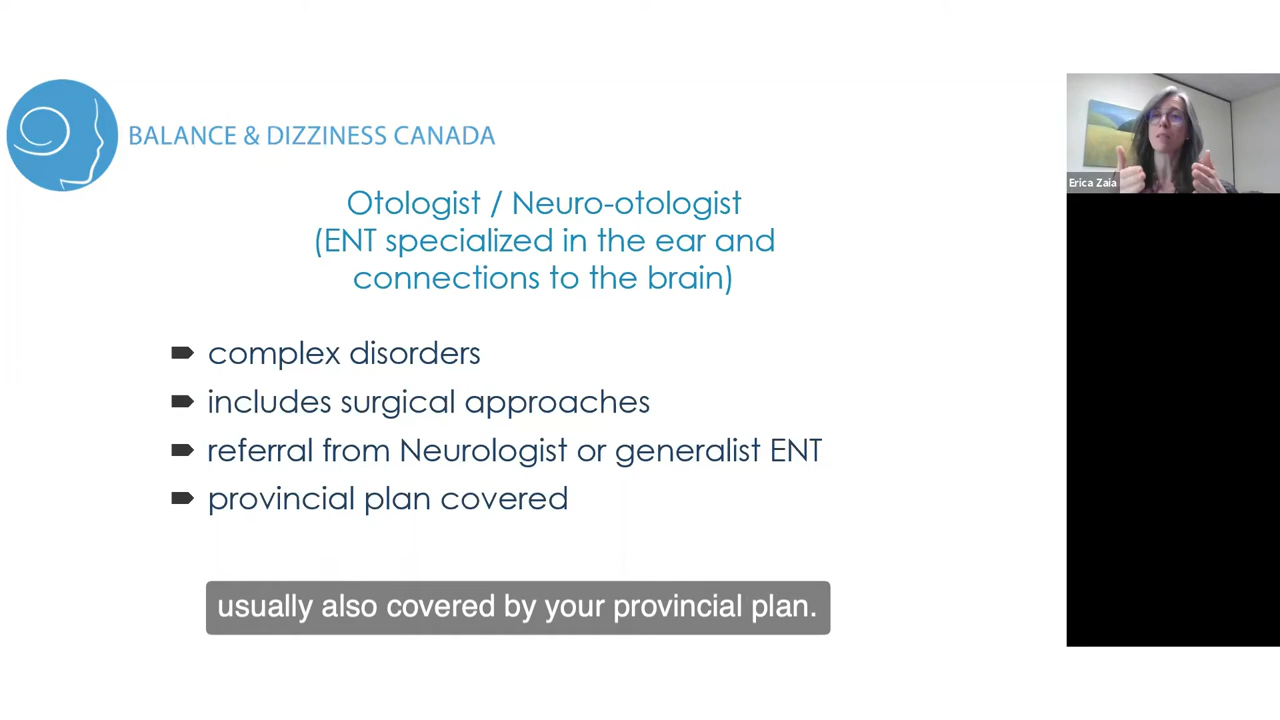 BALANCE & DIZZINESS CANADA
Erica Zaia
Otologist / Neuro-otologist
(ENT specialized in the ear and
connections to the brain)
complex disorders
includes surgical approaches
referral from Neurologist or generalist ENT
provincial plan covered
usually also covered by your provincial plan.